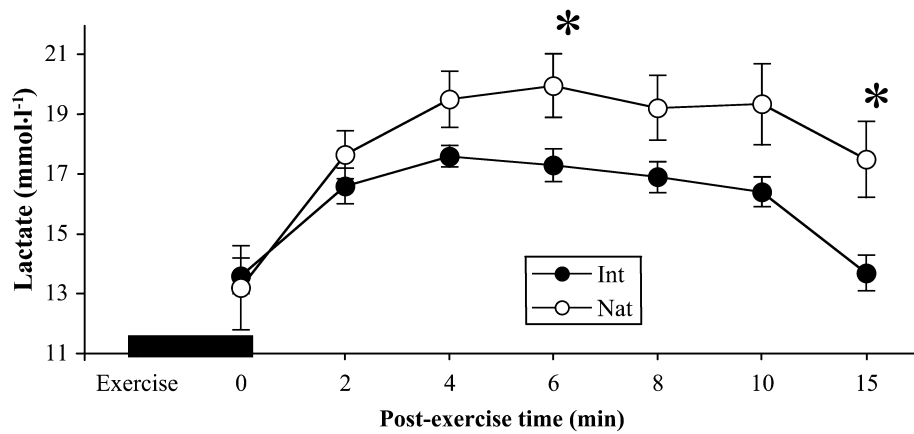 *
21
*
19
17
15
13
11
Lactate (mmol·l⁻¹)
Int
Nat
Exercise 0 2 4 6 8 10 15
Post-exercise time (min)